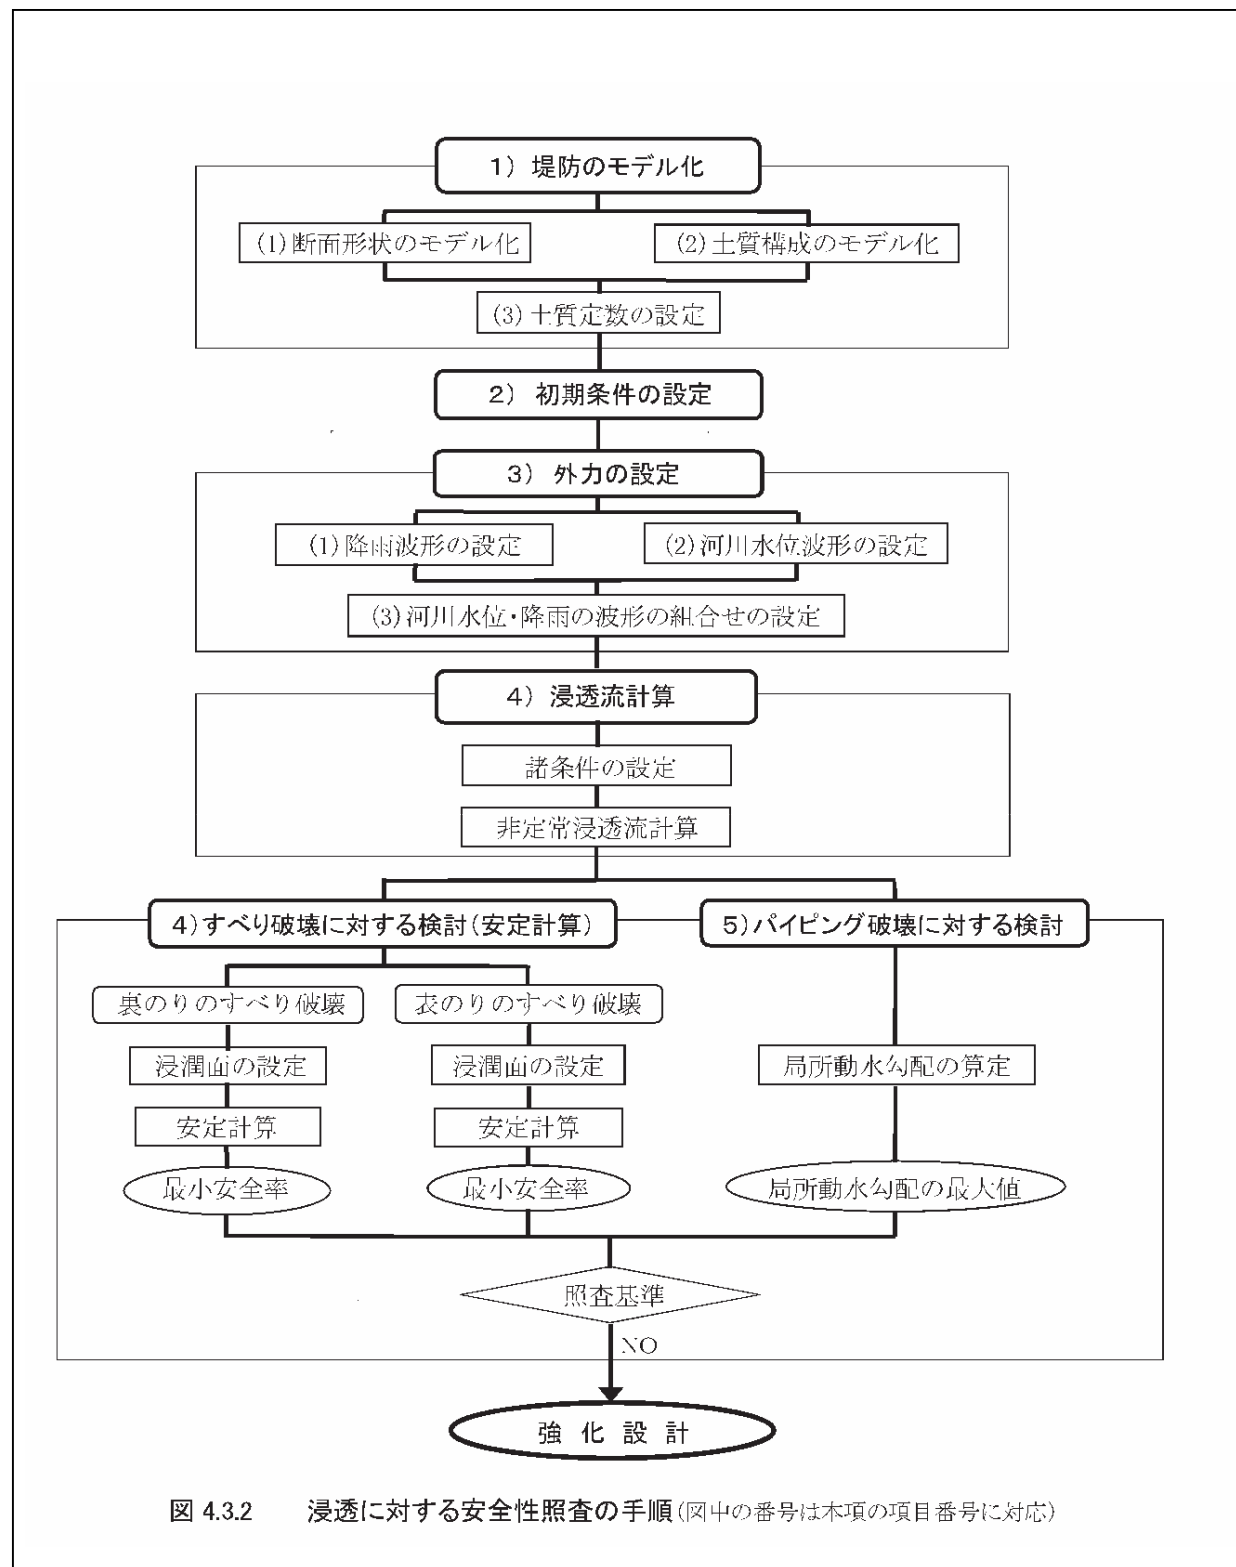 1) 堤防のモデル化
(1)断面形状のモデル化
(2)土質構成のモデル化
(3)土質定数の設定
2) 初期条件の設定
3) 外力の設定
(1)降雨波形の設定
(2)河川水位波形の設定
(3)河川水位・降雨の波形の組合せの設定
4) 浸透流計算
諸条件の設定
非定常浸透流計算
4)すべり破壊に対する検討(安定計算)
5)パイピング破壊に対する検討
裏のりのすべり破壊
表のりのすべり破壊
浸潤面の設定
浸潤面の設定
局所動水勾配の算定
安定計算
安定計算
最小安全率
最小安全率
局所動水勾配の最大値
照査基準
NO
強 化 設 計
図 4.3.2 浸透に対する安全性照査の手順(図中の番号は本項の項目番号に対応)